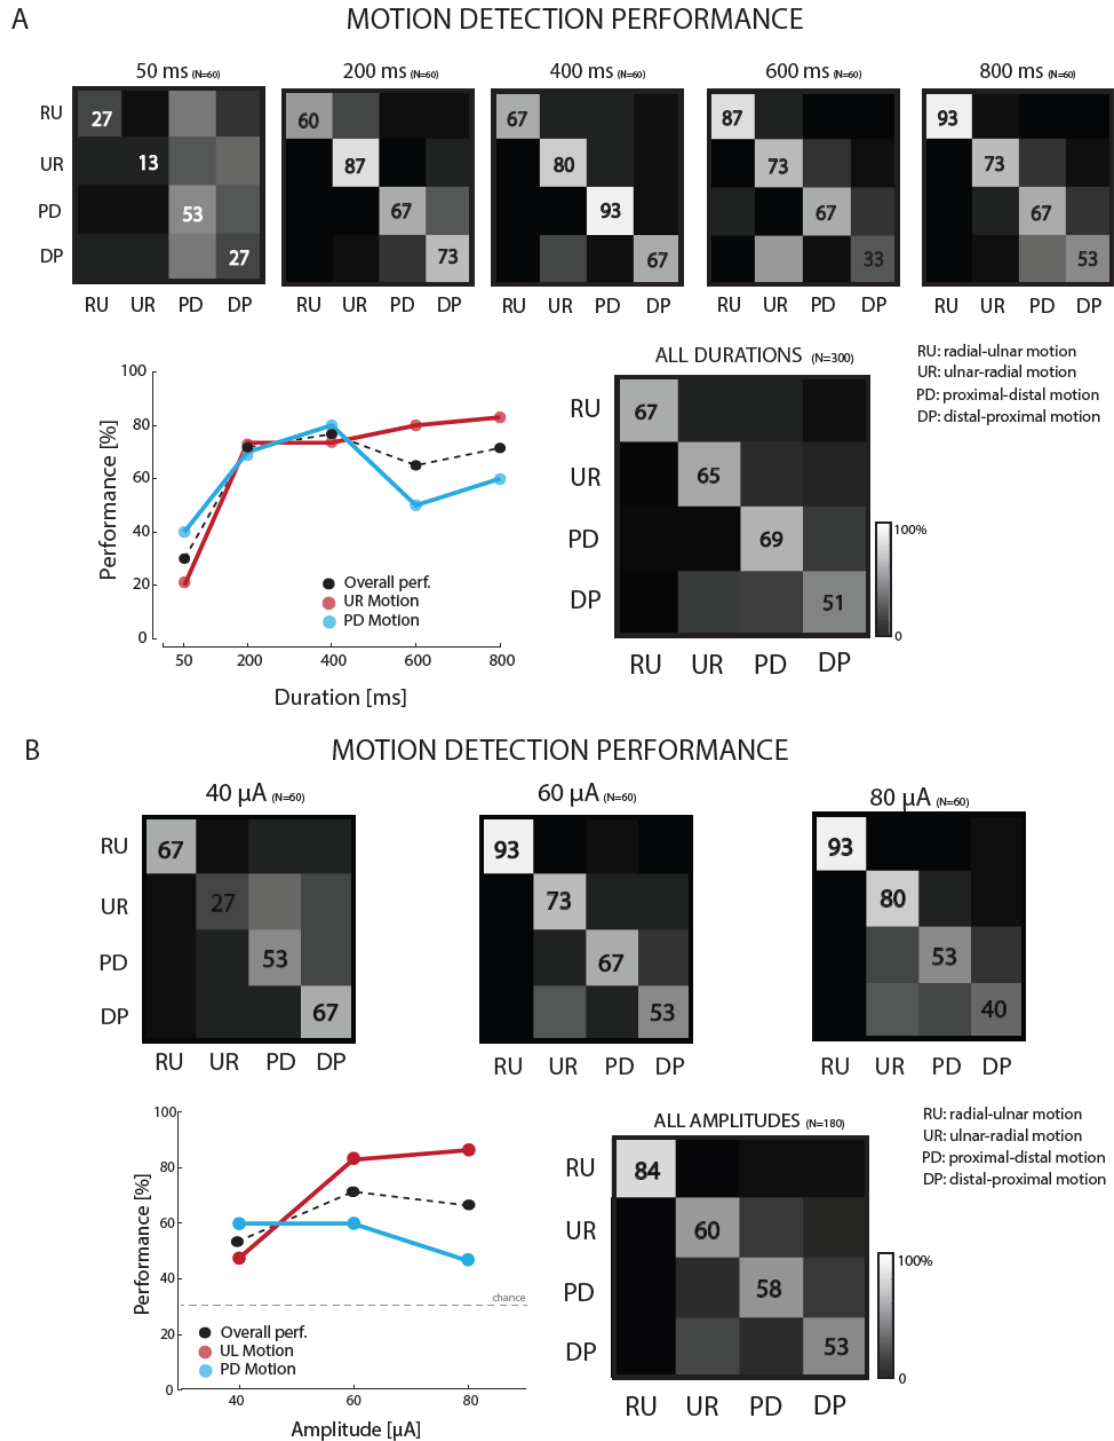 A
MOTION DETECTION PERFORMANCE
50 ms (N=60)
200 ms (N=60)
400 ms (N=60)
600 ms (N=60)
800 ms (N=60)
RU
UR
PD
DP
27
13
53
27
RU UR PD DP
60
87
67
73
RU UR PD DP
67
80
93
67
RU UR PD DP
87
73
67
33
RU UR PD DP
93
73
67
53
RU UR PD DP
Performance [%]
100
80
60
40
20
0
Overall perf.
UR Motion
PD Motion
50 200 400 600 800
Duration [ms]
ALL DURATIONS (N=300)
RU
UR
PD
DP
67
65
69
51
RU UR PD DP
100%
0
RU: radial-ulnar motion
UR: ulnar-radial motion
PD: proximal-distal motion
DP: distal-proximal motion
B
MOTION DETECTION PERFORMANCE
40 µA (N=60)
60 µA (N=60)
80 µA (N=60)
RU
UR
PD
DP
67
27
53
67
RU UR PD DP
93
73
67
53
RU UR PD DP
93
80
53
40
RU UR PD DP
Performance [%]
100
80
60
40
20
0
chance
Overall perf.
UL Motion
PD Motion
40 60 80
Amplitude [µA]
ALL AMPLITUDES (N=180)
RU
UR
PD
DP
84
60
58
53
RU UR PD DP
100%
0
RU: radial-ulnar motion
UR: ulnar-radial motion
PD: proximal-distal motion
DP: distal-proximal motion